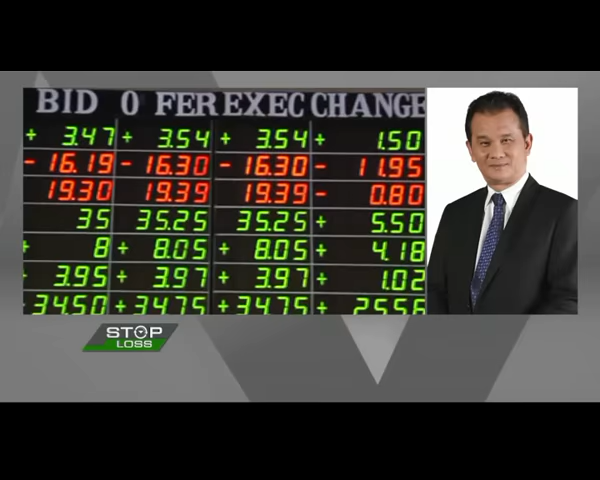 BID O FER EXEC CHANGE
+ 3.47 + 3.54 + 3.54 + 1.50
- 16.19 - 16.30 - 16.30 - 11.95
19.30 19.39 19.39 - 0.80
35 35.25 35.25 + 5.50
+ 8 + 8.05 + 8.05 + 4.18
3.95 + 3.97 + 3.97 + 1.02
34.50 + 34.75 + 34.75 + 25.56
STOP
LOSS